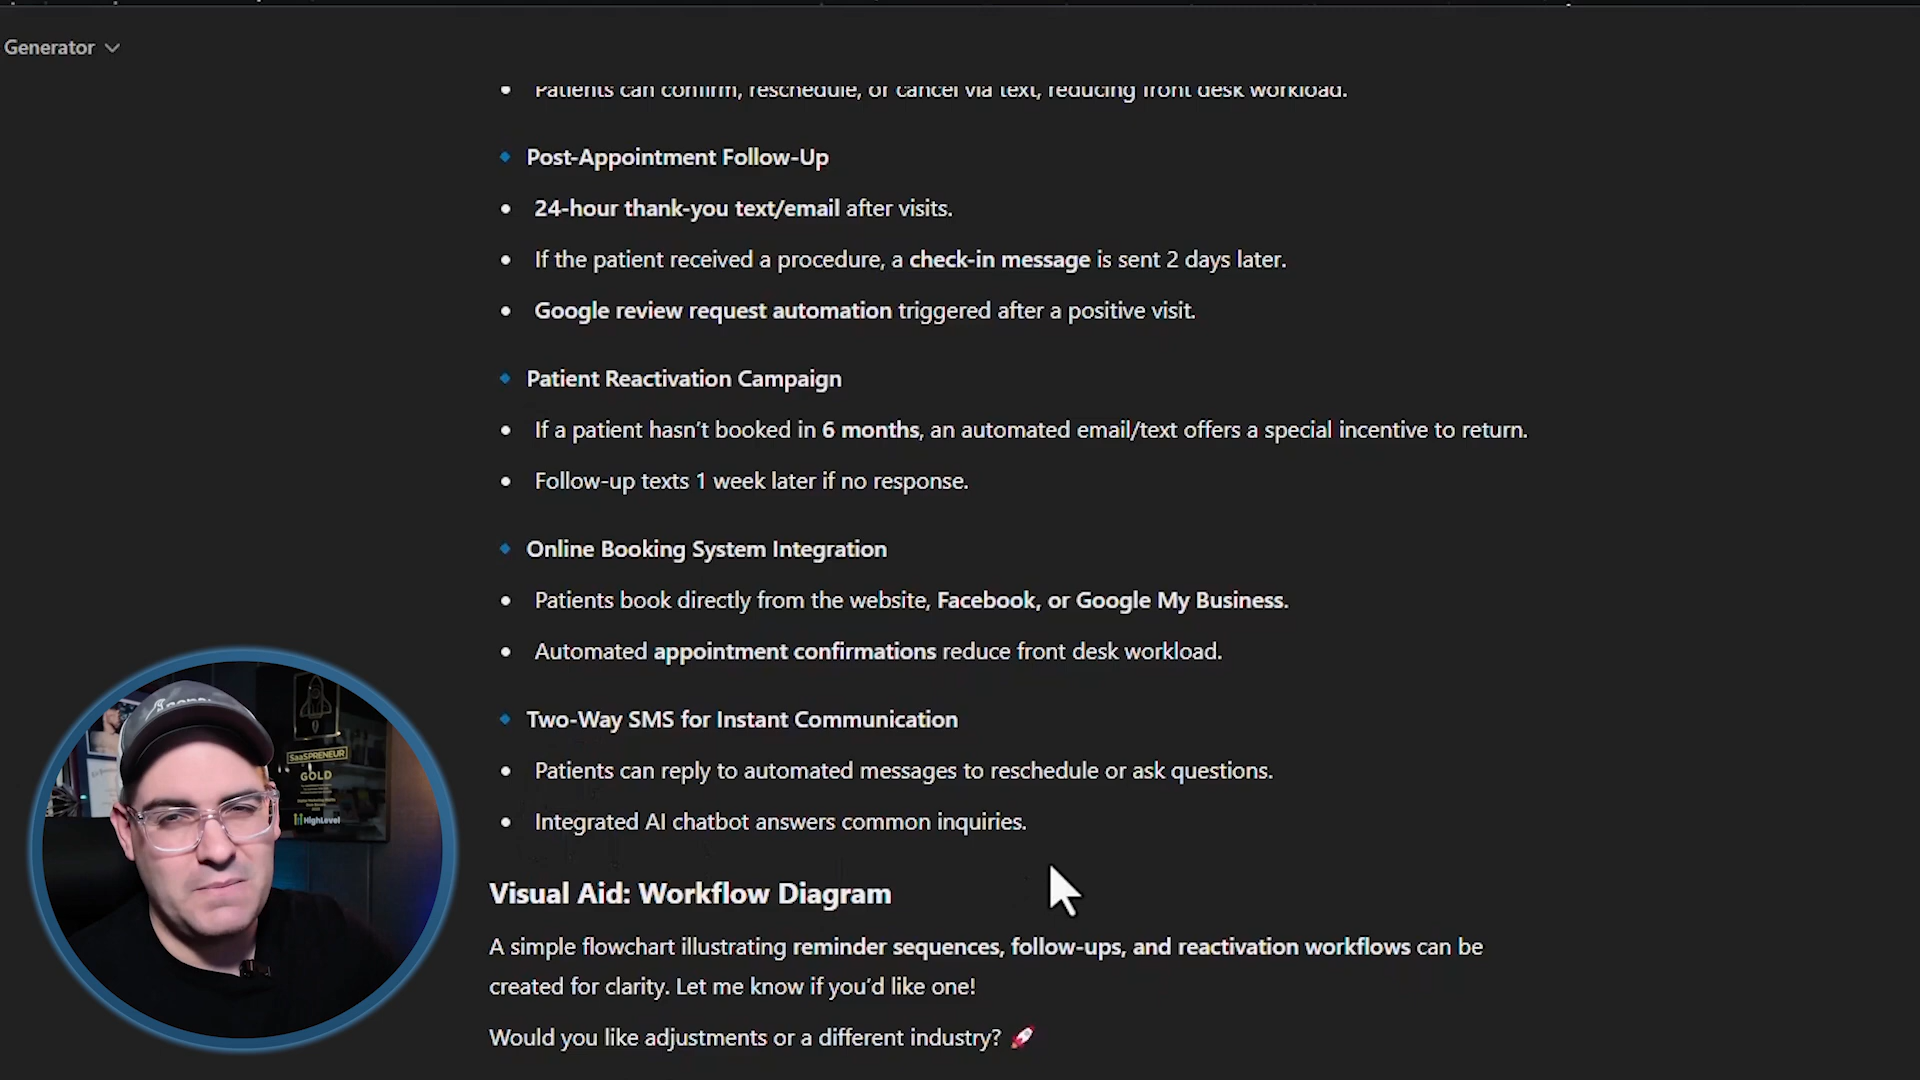 Generator
• Patients can confirm, reschedule, or cancel via text, reducing front desk workload.
🔹 Post-Appointment Follow-Up
• 24-hour thank-you text/email after visits.
• If the patient received a procedure, a check-in message is sent 2 days later.
• Google review request automation triggered after a positive visit.
🔹 Patient Reactivation Campaign
• If a patient hasn’t booked in 6 months, an automated email/text offers a special incentive to return.
• Follow-up texts 1 week later if no response.
🔹 Online Booking System Integration
• Patients book directly from the website, Facebook, or Google My Business.
• Automated appointment confirmations reduce front desk workload.
🔹 Two-Way SMS for Instant Communication
• Patients can reply to automated messages to reschedule or ask questions.
• Integrated AI chatbot answers common inquiries.
SaaSPRENEUR
GOLD
HighLevel
Visual Aid: Workflow Diagram
A simple flowchart illustrating reminder sequences, follow-ups, and reactivation workflows can be
created for clarity. Let me know if you’d like one!
Would you like adjustments or a different industry? 🚀